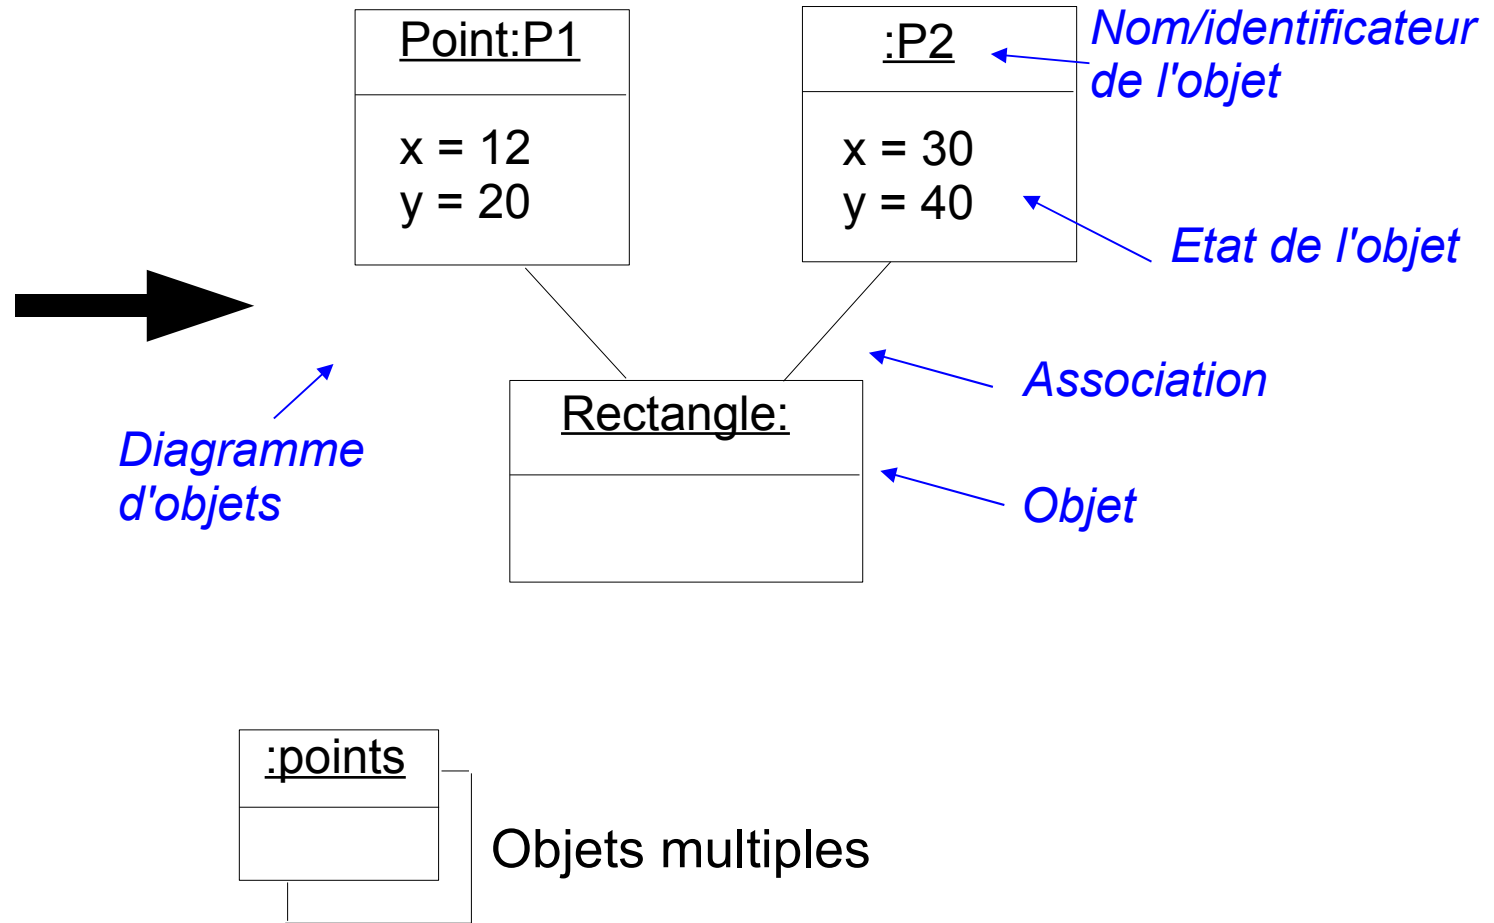 Point:P1
x = 12
y = 20
:P2
x = 30
y = 40
Nom/identificateur
de l'objet
Etat de l'objet
Association
Rectangle:
Diagramme
d'objets
Objet
:points
Objets multiples